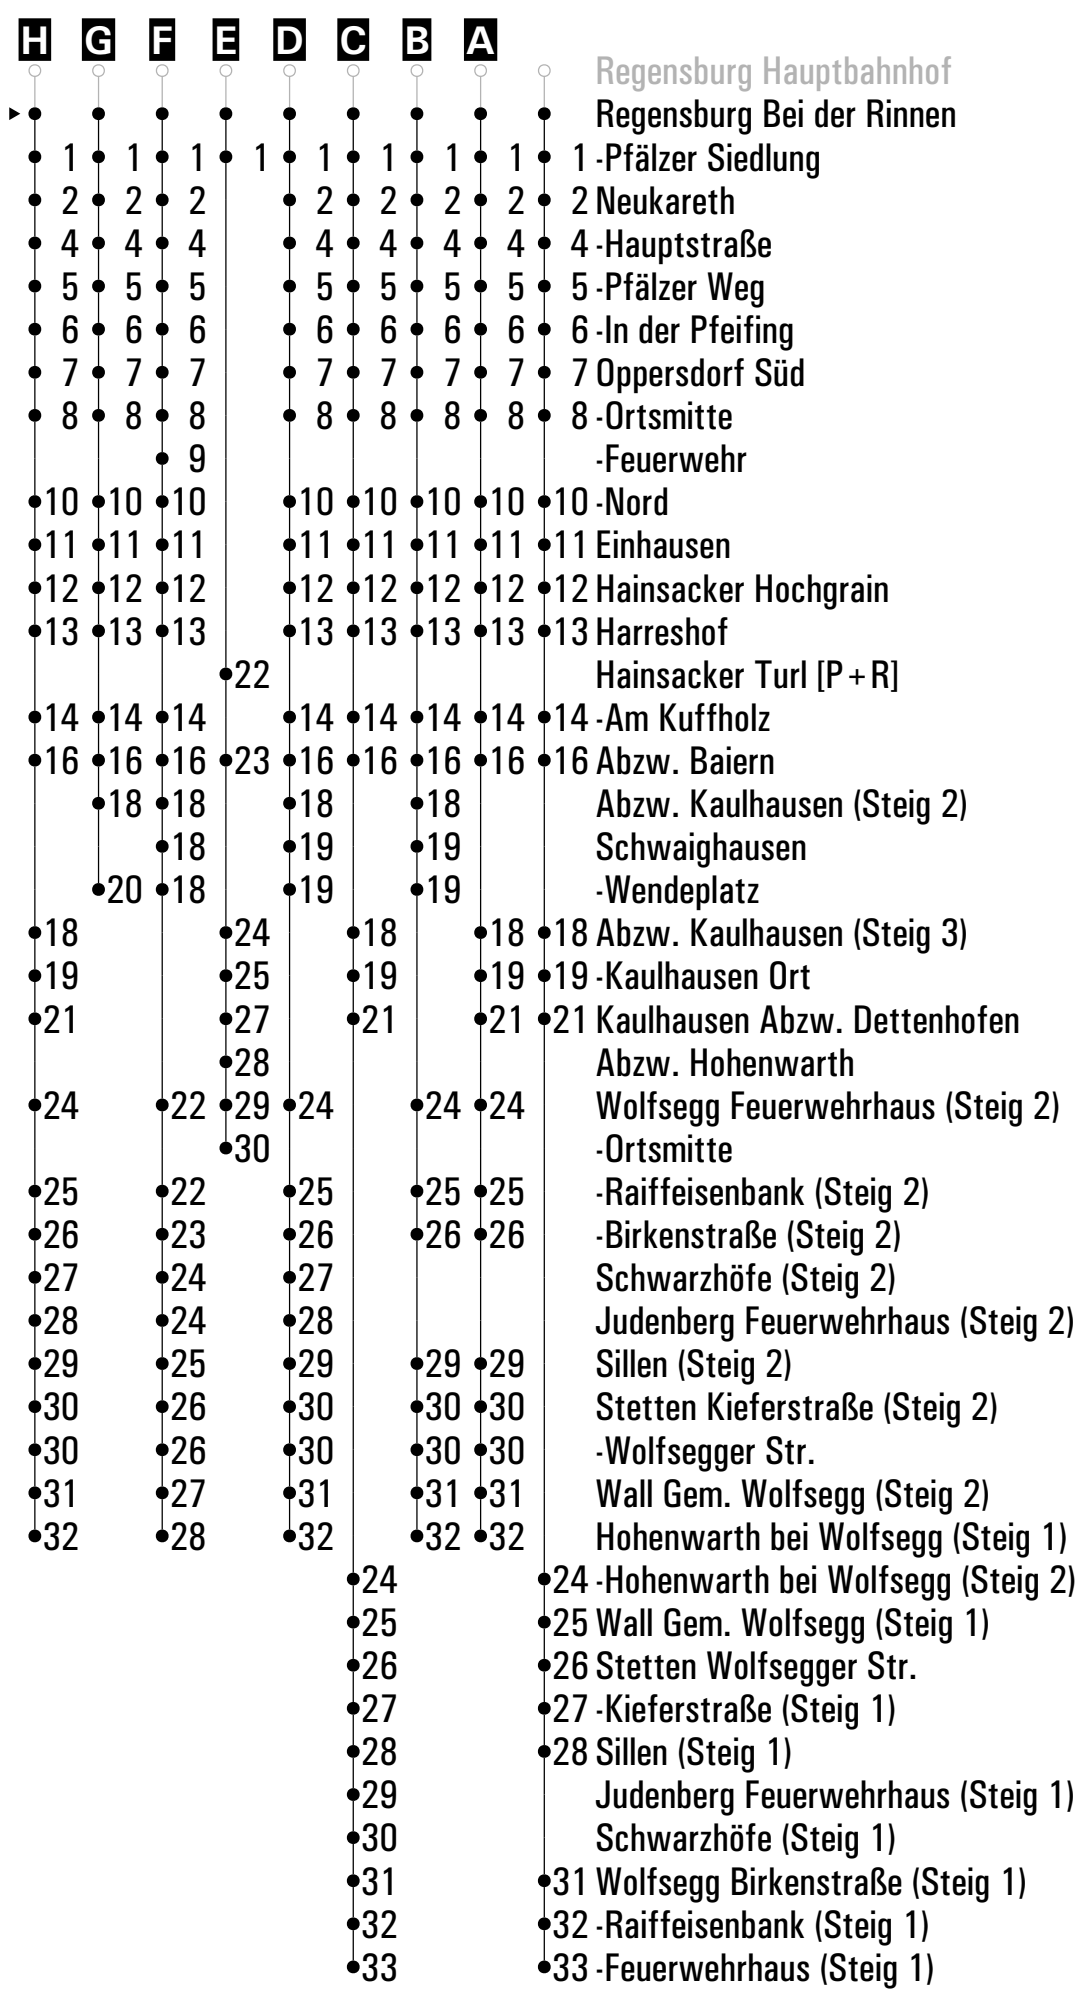 H G F E D C B A
Regensburg Hauptbahnhof
Regensburg Bei der Rinnen
1 1 1 1 1 1 1 1 1 -Pfälzer Siedlung
2 2 2 2 2 2 2 2 Neukareth
4 4 4 4 4 4 4 4 -Hauptstraße
5 5 5 5 5 5 5 5 -Pfälzer Weg
6 6 6 6 6 6 6 6 -In der Pfeifing
7 7 7 7 7 7 7 7 Oppersdorf Süd
8 8 8 8 8 8 8 8 -Ortsmitte
9 -Feuerwehr
10 10 10 10 10 10 10 10 -Nord
11 11 11 11 11 11 11 11 Einhausen
12 12 12 12 12 12 12 12 Hainsacker Hochgrain
13 13 13 13 13 13 13 13 Harreshof
22 Hainsacker Turl [P+R]
14 14 14 14 14 14 14 14 -Am Kuffholz
16 16 16 23 16 16 16 16 16 Abzw. Baiern
18 18 18 18 Abzw. Kaulhausen (Steig 2)
18 19 19 Schwaighausen
20 18 19 19 -Wendeplatz
18 24 18 18 18 Abzw. Kaulhausen (Steig 3)
19 25 19 19 19 -Kaulhausen Ort
21 27 21 21 21 Kaulhausen Abzw. Dettenhofen
28 Abzw. Hohenwarth
24 22 29 24 24 24 Wolfsegg Feuerwehrhaus (Steig 2)
30 -Ortsmitte
25 22 25 25 25 -Raiffeisenbank (Steig 2)
26 23 26 26 26 -Birkenstraße (Steig 2)
27 24 27 Schwarzhöfe (Steig 2)
28 24 28 Judenberg Feuerwehrhaus (Steig 2)
29 25 29 29 29 Sillen (Steig 2)
30 26 30 30 30 Stetten Kieferstraße (Steig 2)
30 26 30 30 30 -Wolfsegger Str.
31 27 31 31 31 Wall Gem. Wolfsegg (Steig 2)
32 28 32 32 32 Hohenwarth bei Wolfsegg (Steig 1)
24 24 -Hohenwarth bei Wolfsegg (Steig 2)
25 25 Wall Gem. Wolfsegg (Steig 1)
26 26 Stetten Wolfsegger Str.
27 27 -Kieferstraße (Steig 1)
28 28 Sillen (Steig 1)
29 Judenberg Feuerwehrhaus (Steig 1)
30 Schwarzhöfe (Steig 1)
31 31 Wolfsegg Birkenstraße (Steig 1)
32 32 -Raiffeisenbank (Steig 1)
33 33 -Feuerwehrhaus (Steig 1)